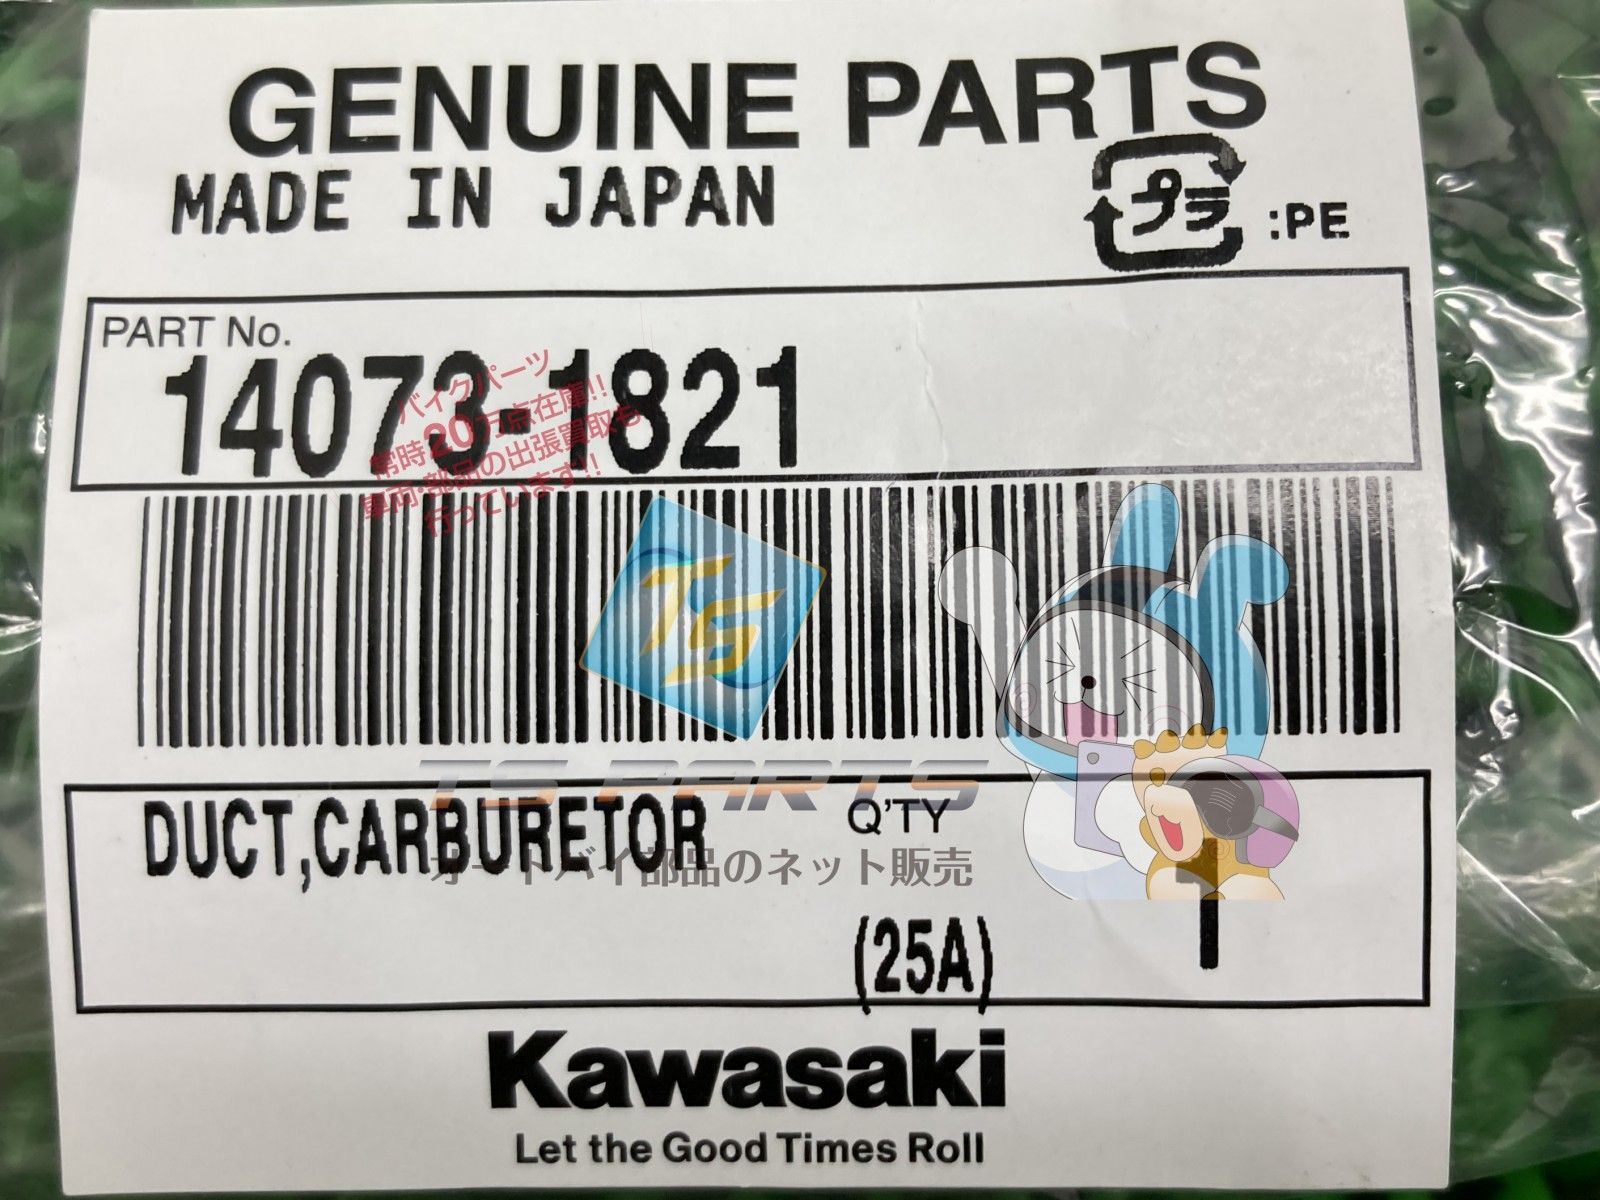 GENUINE PARTS
MADE IN JAPAN
プラ :PE
PART No.
14073-1821
バイクパーツ
常時20万点在庫!!
車両・部品の出張買取も
行っています!!
TS
TS PARTS
DUCT,CARBURETOR Q'TY
オートバイ部品のネット販売
1
(25A)
Kawasaki
Let the Good Times Roll